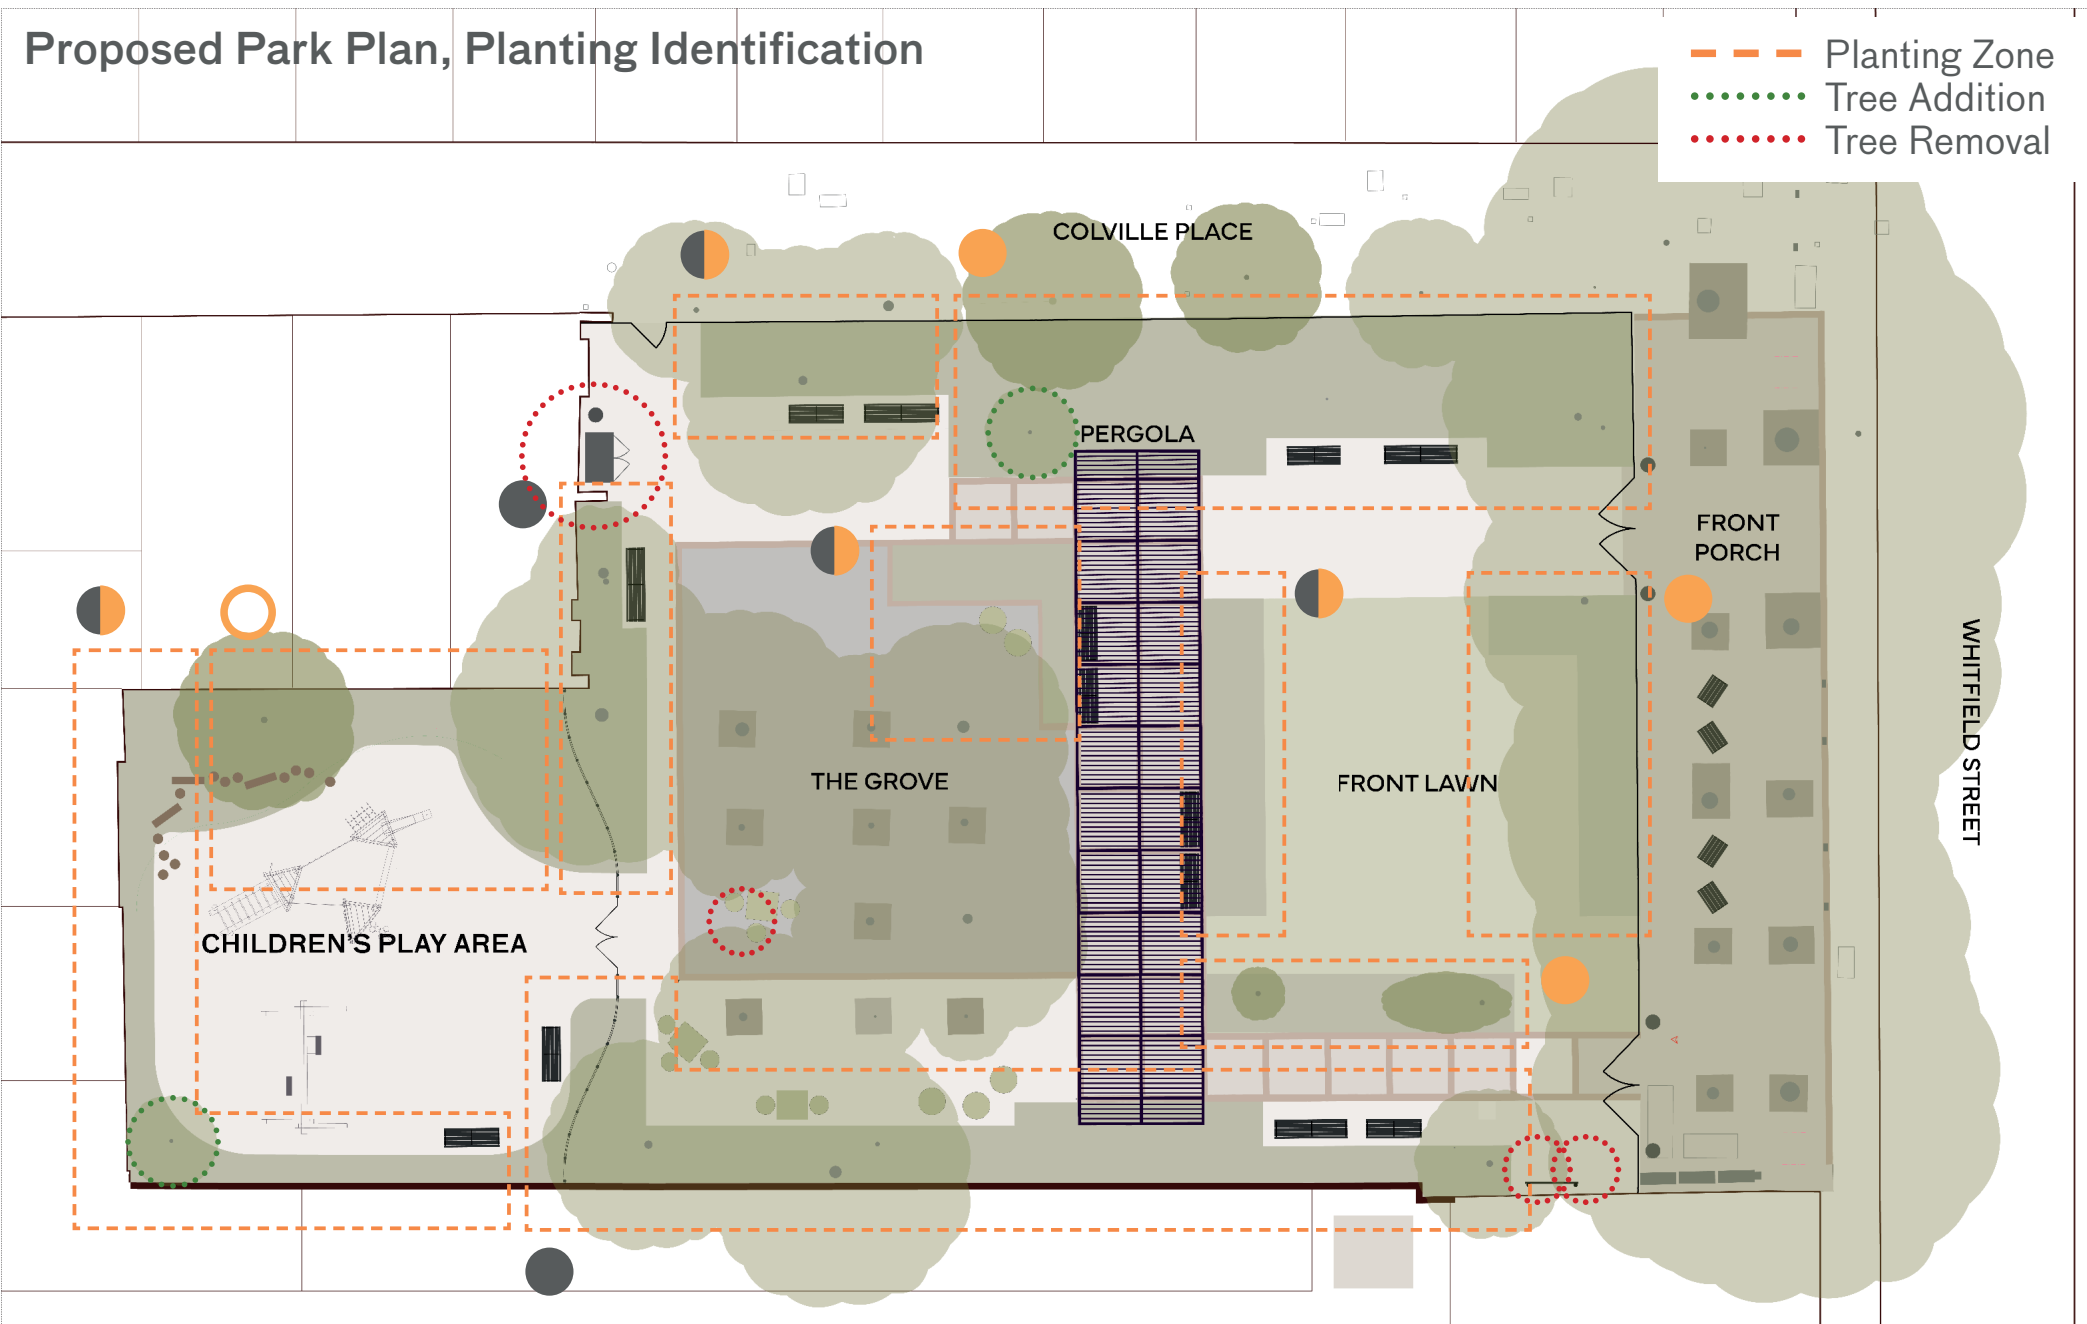 Proposed Park Plan, Planting Identification
Planting Zone
Tree Addition
Tree Removal
COLVILLE PLACE
PERGOLA
FRONT
PORCH
WHITFIELD STREET
THE GROVE
FRONT LAWN
CHILDREN'S PLAY AREA